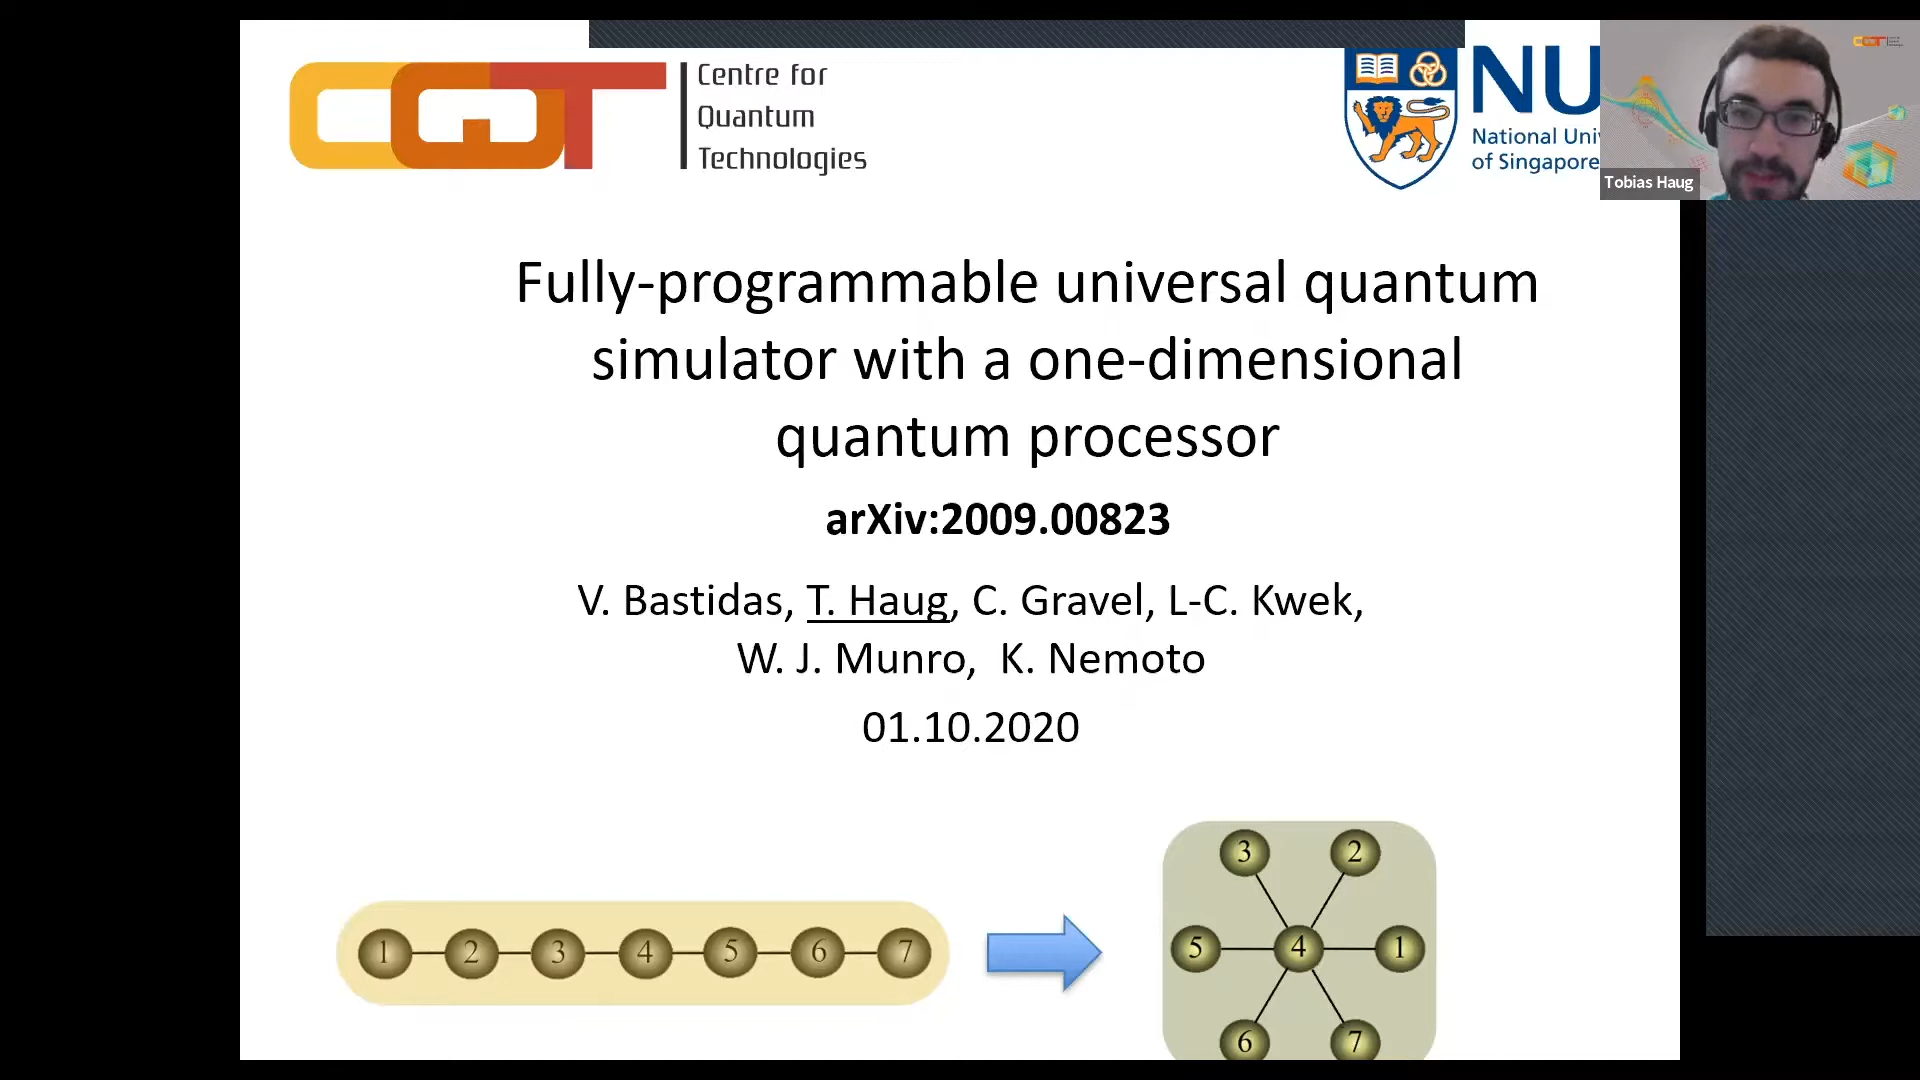 CQT
Centre for
Quantum
Technologies
NU
National Uni
of Singapore
Tobias Haug
Fully-programmable universal quantum
simulator with a one-dimensional
quantum processor
arXiv:2009.00823
V. Bastidas, T. Haug, C. Gravel, L-C. Kwek,
W. J. Munro, K. Nemoto
01.10.2020
1 2 3 4 5 6 7
3 2
5 4 1
6 7